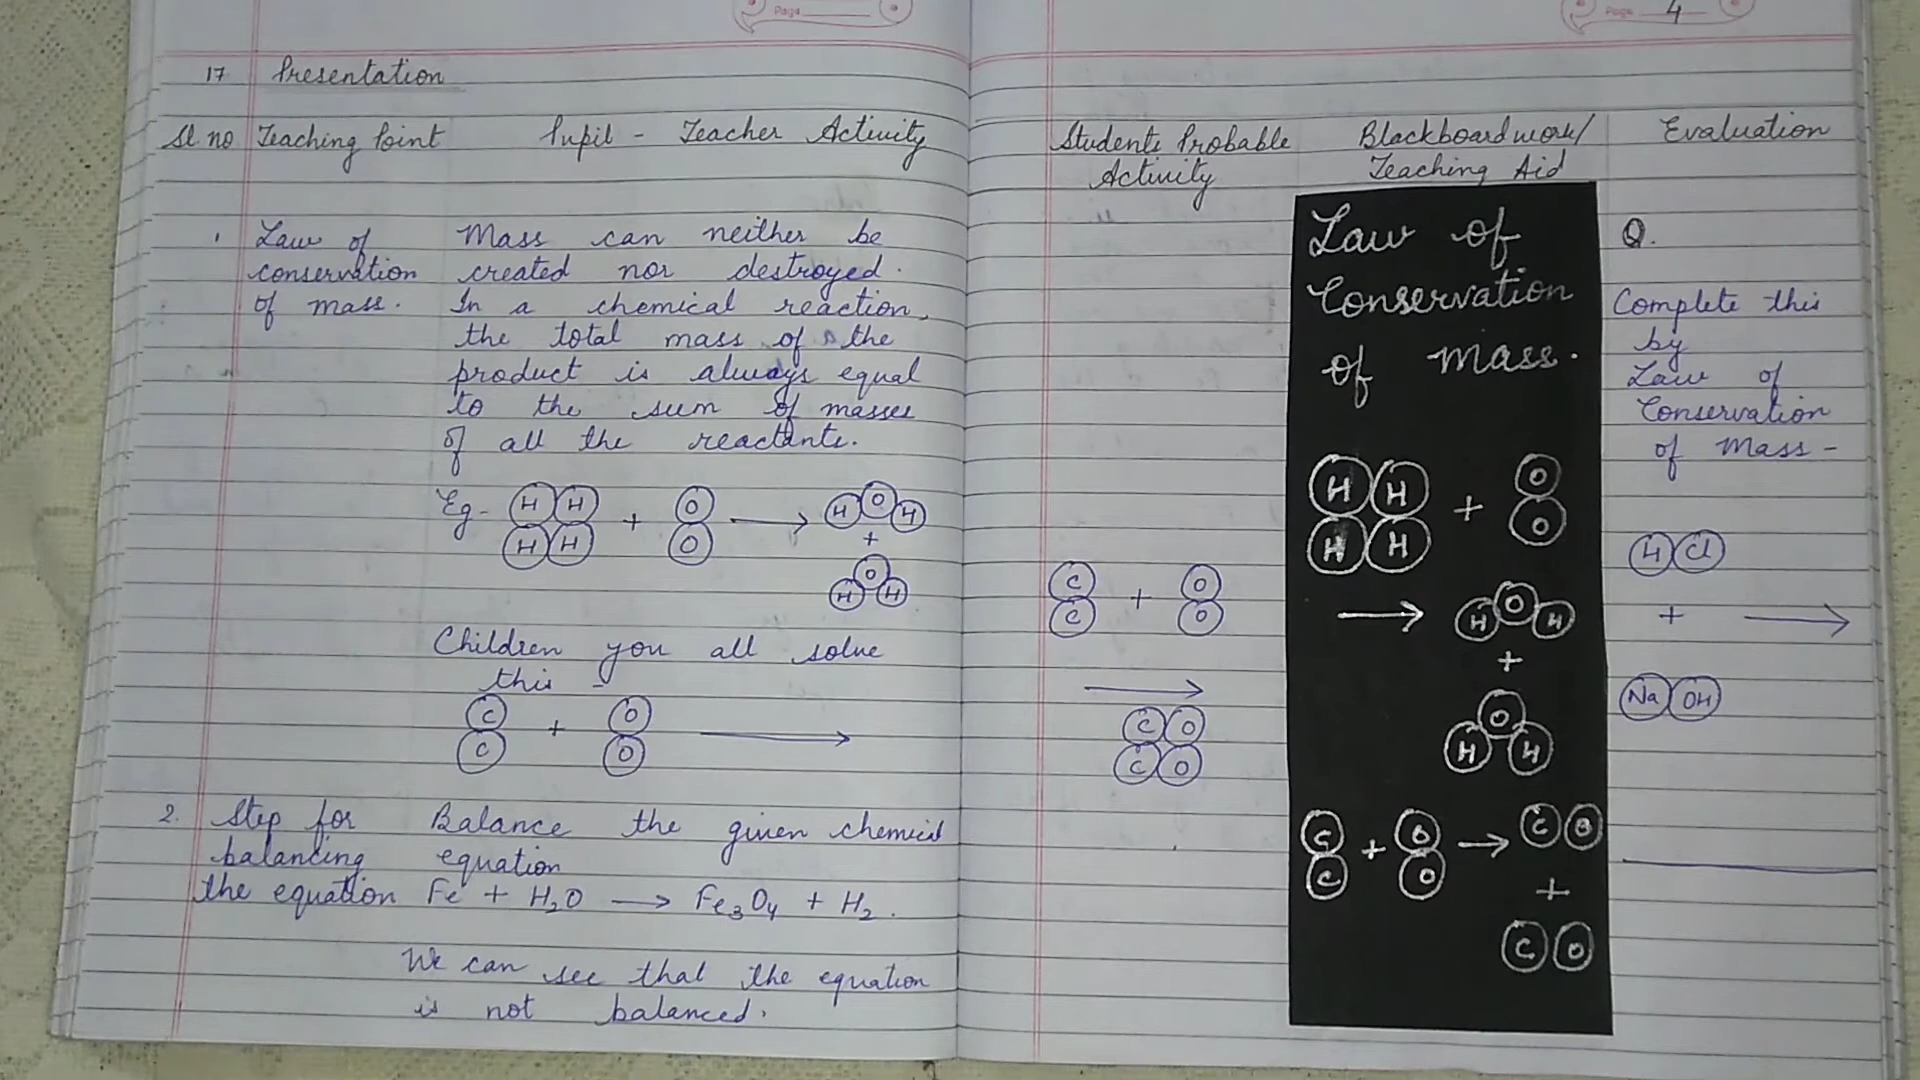 Page
Page 4
17 Presentation
Sl. no Teaching Point Pupil - Teacher Activity
Students Probable Activity
Blackboard work/ Teaching Aid
Evaluation
1 Law of
conservation
of mass.
Mass can neither be
created nor destroyed.
In a chemical reaction,
the total mass of the
product is always equal
to the sum of masses
of all the reactants.
Eg- H H + O → H O H
H H O +
H O H
Children you all solve
this -
C + O →
C O
2. Step for
balancing
the equation
Balance the given chemical
equation
Fe + H₂O → Fe₃O₄ + H₂.
We can see that the equation
is not balanced.
C + O
C O
→
C O
C O
Law of
Conservation
of mass.
H H + O
H H O
→ H O H
+
H O H
C + O → C O
C O +
C O
Q.
Complete this
by
Law of
Conservation
of Mass -
H Cl
+ →
Na OH